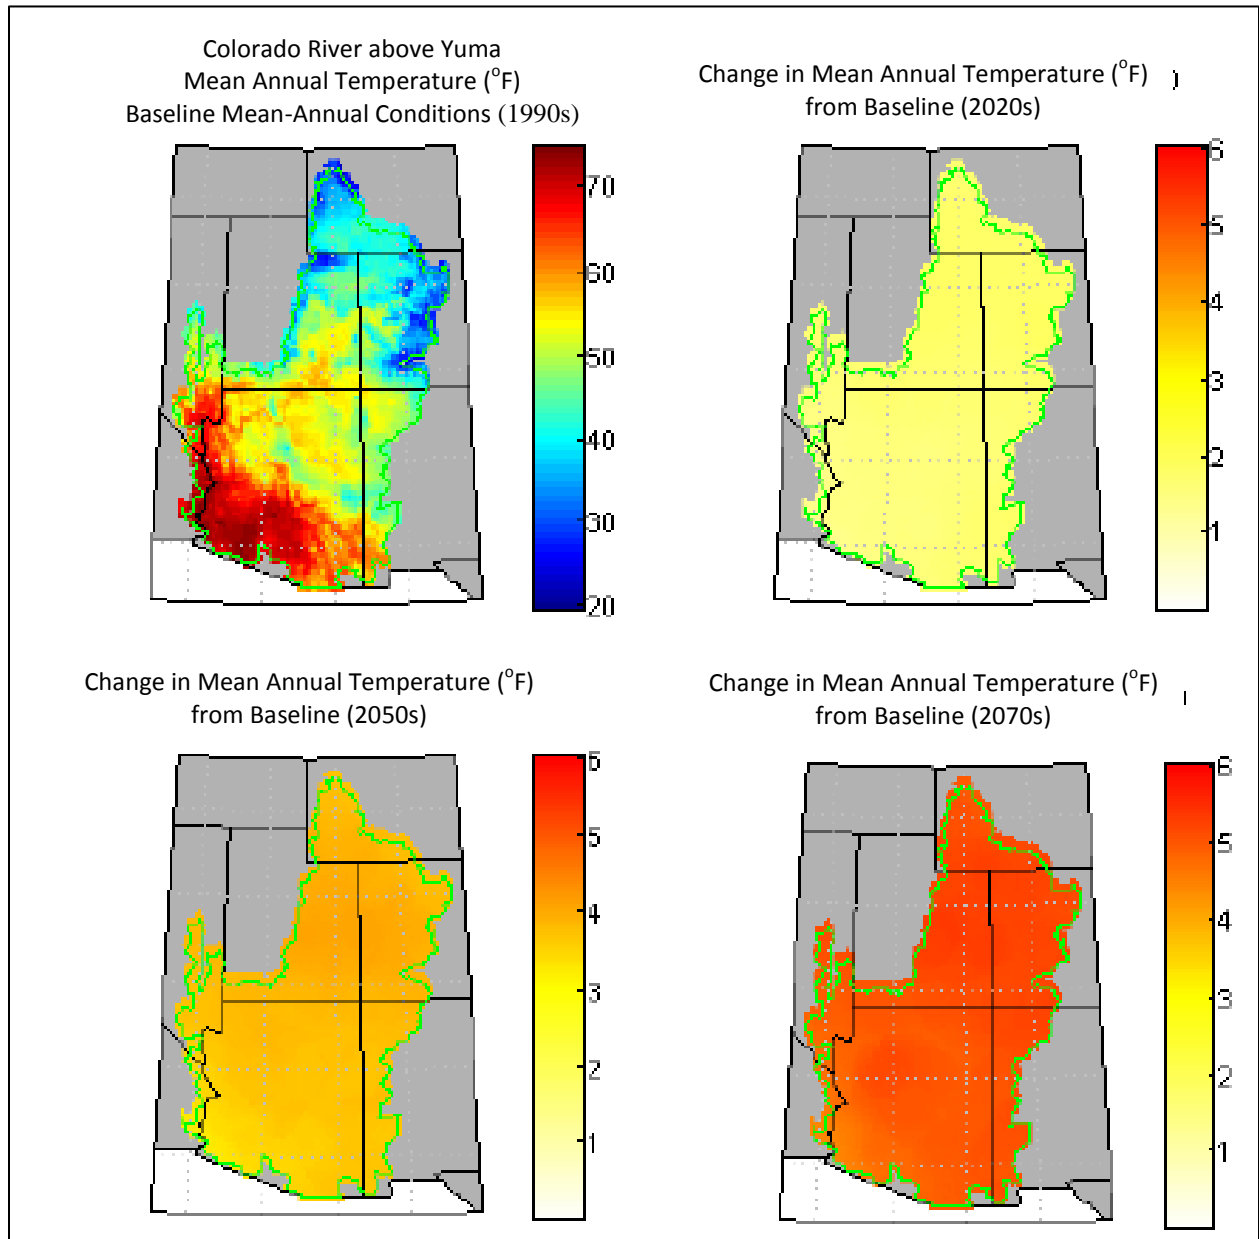 Colorado River above Yuma
Mean Annual Temperature (°F)
Baseline Mean-Annual Conditions (1990s)
70
60
50
40
30
20
Change in Mean Annual Temperature (°F)
from Baseline (2020s)
6
5
4
3
2
1
Change in Mean Annual Temperature (°F)
from Baseline (2050s)
6
5
4
3
2
1
Change in Mean Annual Temperature (°F)
from Baseline (2070s)
6
5
4
3
2
1